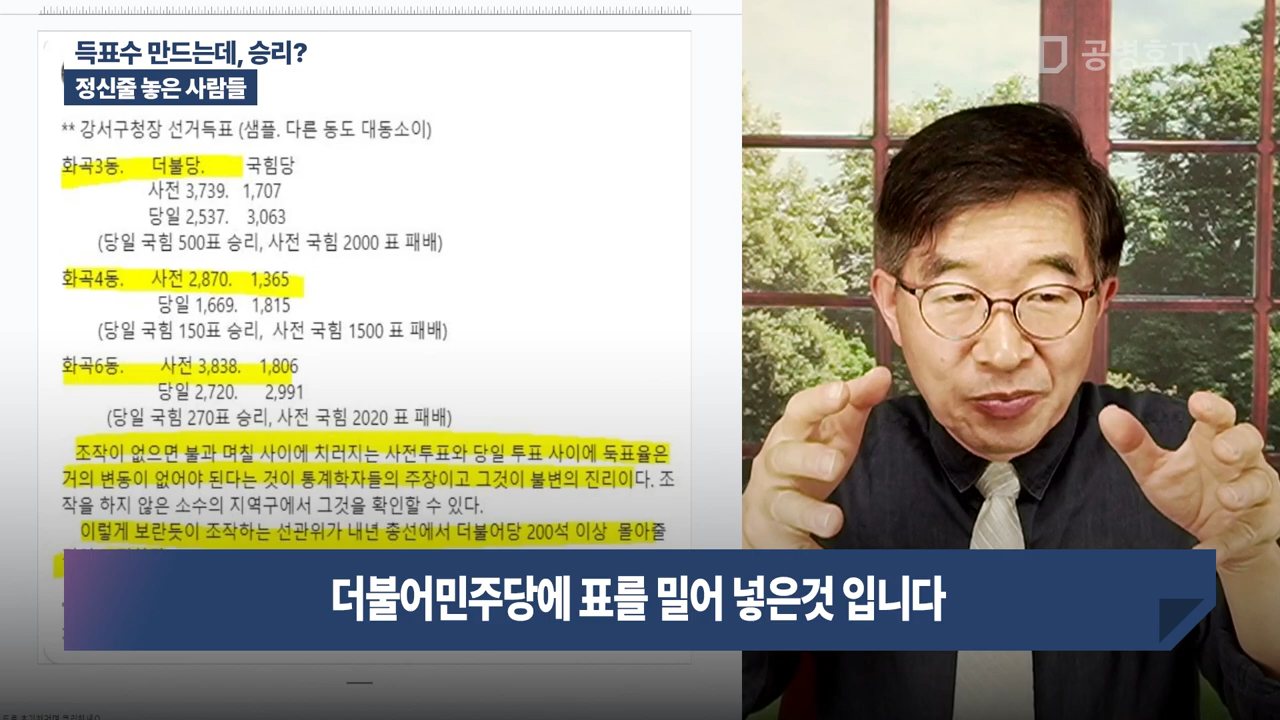 득표수 만드는데, 승리?
정신줄 놓은 사람들
공병호TV
** 강서구청장 선거득표 (샘플. 다른 동도 대동소이)
화곡3동. 더불당. 국힘당
사전 3,739. 1,707
당일 2,537. 3,063
(당일 국힘 500표 승리, 사전 국힘 2000 표 패배)
화곡4동. 사전 2,870. 1,365
당일 1,669. 1,815
(당일 국힘 150표 승리, 사전 국힘 1500 표 패배)
화곡6동. 사전 3,838. 1,806
당일 2,720. 2,991
(당일 국힘 270표 승리, 사전 국힘 2020 표 패배)
조작이 없으면 불과 며칠 사이에 치러지는 사전투표와 당일 투표 사이에 둑표율은
거의 변동이 없어야 된다는 것이 통계학자들의 주장이고 그것이 불변의 진리이다. 조
작을 하지 않은 소수의 지역구에서 그것을 확인할 수 있다.
이렇게 보란듯이 조작하는 선관위가 내년 총선에서 더불어당 200석 이상 몰아줄
더불어민주당에 표를 밀어 넣은것 입니다